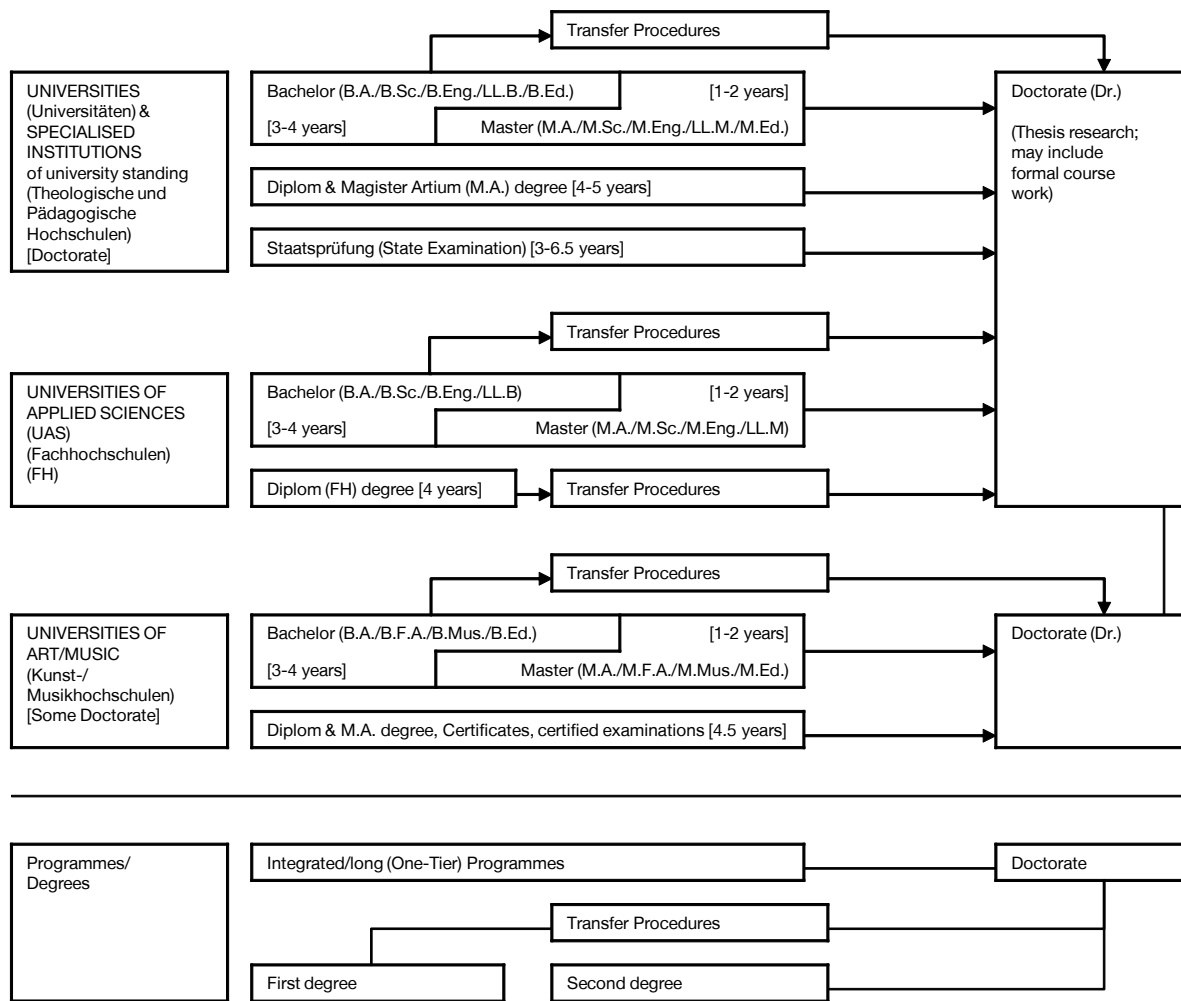 Transfer Procedures
UNIVERSITIES
(Universitäten) &
SPECIALISED
INSTITUTIONS
of university standing
(Theologische und
Pädagogische
Hochschulen)
[Doctorate]
Bachelor (B.A./B.Sc./B.Eng./LL.B./B.Ed.)
[1-2 years]
[3-4 years]
Master (M.A./M.Sc./M.Eng./LL.M./M.Ed.)
Diplom & Magister Artium (M.A.) degree [4-5 years]
Staatsprüfung (State Examination) [3-6.5 years]
Doctorate (Dr.)
(Thesis research;
may include
formal course
work)
Transfer Procedures
UNIVERSITIES OF
APPLIED SCIENCES
(UAS)
(Fachhochschulen)
(FH)
Bachelor (B.A./B.Sc./B.Eng./LL.B)
[1-2 years]
[3-4 years]
Master (M.A./M.Sc./M.Eng./LL.M)
Diplom (FH) degree [4 years]
Transfer Procedures
Transfer Procedures
UNIVERSITIES OF
ART/MUSIC
(Kunst-/
Musikhochschulen)
[Some Doctorate]
Bachelor (B.A./B.F.A./B.Mus./B.Ed.)
[1-2 years]
[3-4 years]
Master (M.A./M.F.A./M.Mus./M.Ed.)
Diplom & M.A. degree, Certificates, certified examinations [4.5 years]
Doctorate (Dr.)
Programmes/
Degrees
Integrated/long (One-Tier) Programmes
Doctorate
Transfer Procedures
First degree
Second degree